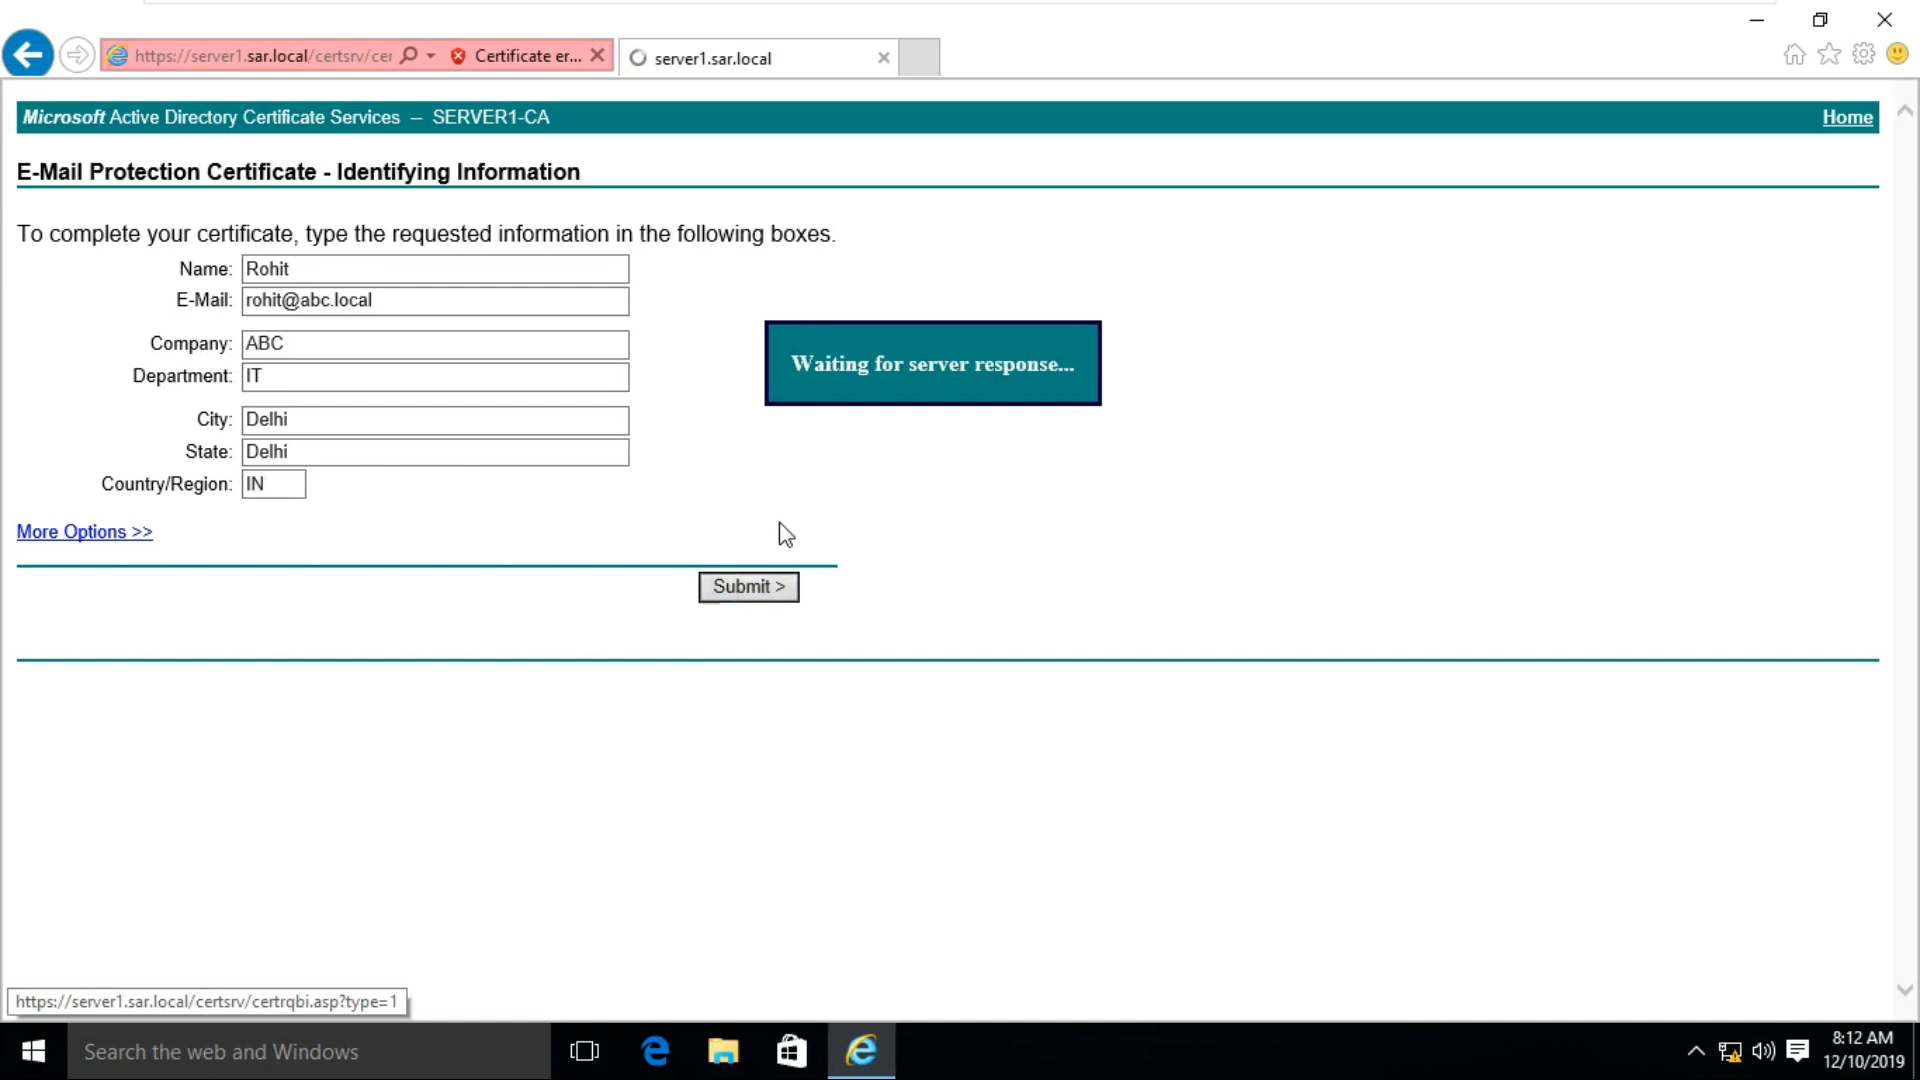 https://server1.sar.local/certsrv/cer
Certificate er...
server1.sar.local
Microsoft Active Directory Certificate Services -- SERVER1-CA
Home
E-Mail Protection Certificate - Identifying Information
To complete your certificate, type the requested information in the following boxes.
Name: Rohit
E-Mail: rohit@abc.local
Company: ABC
Department: IT
City: Delhi
State: Delhi
Country/Region: IN
Waiting for server response...
More Options >>
Submit >
https://server1.sar.local/certsrv/certrqbi.asp?type=1
Search the web and Windows
8:12 AM
12/10/2019